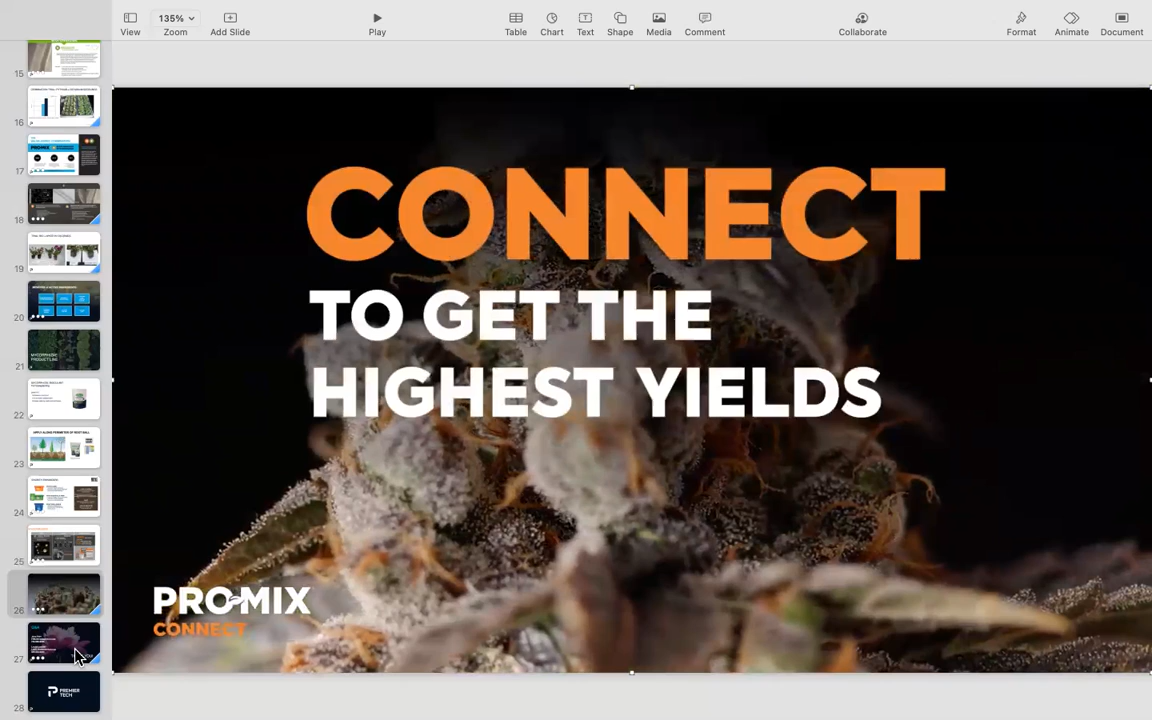 135%
View
Zoom
Add Slide
Play
Table
Chart
Text
Shape
Media
Comment
Collaborate
Format
Animate
Document
15
16
17
18
19
20
21
22
23
24
25
26
27
28
PREMIER
TECH
CONNECT
TO GET THE
HIGHEST YIELDS
PRO-MIX
CONNECT